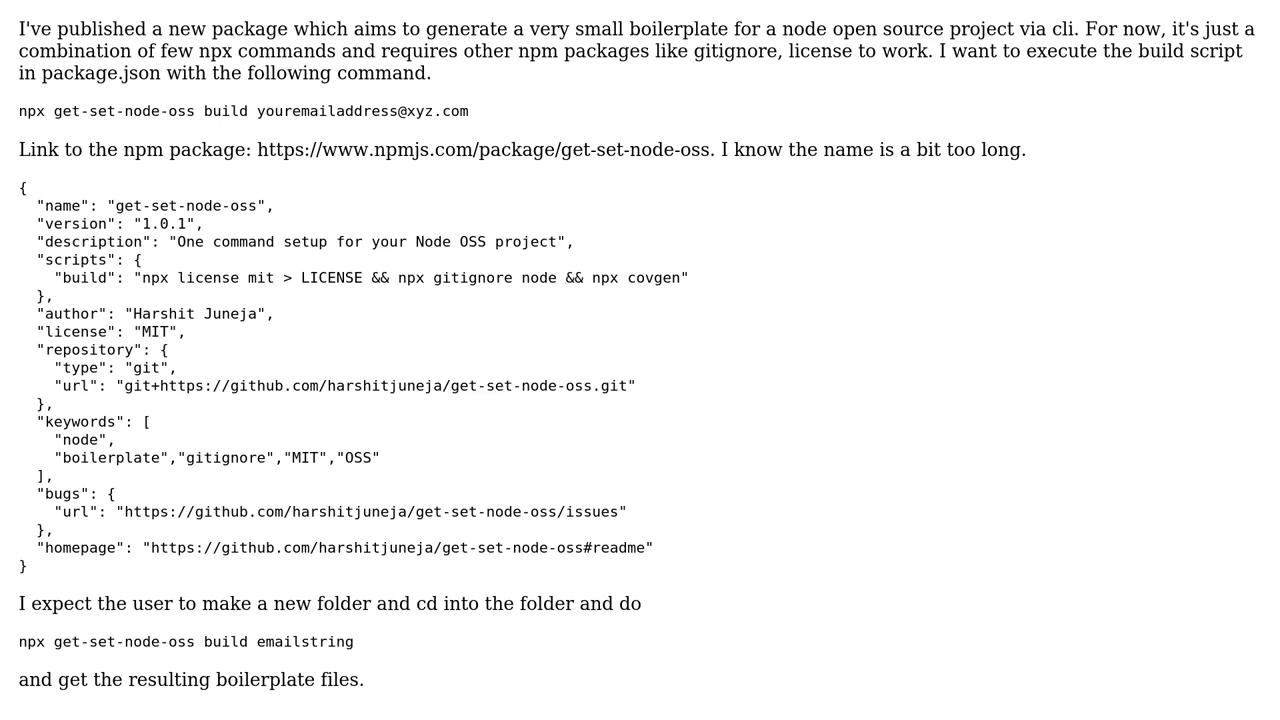 I've published a new package which aims to generate a very small boilerplate for a node open source project via cli. For now, it's just a
combination of few npx commands and requires other npm packages like gitignore, license to work. I want to execute the build script
in package.json with the following command.
npx get-set-node-oss build youremailaddress@xyz.com
Link to the npm package: https://www.npmjs.com/package/get-set-node-oss. I know the name is a bit too long.
{
  "name": "get-set-node-oss",
  "version": "1.0.1",
  "description": "One command setup for your Node OSS project",
  "scripts": {
    "build": "npx license mit > LICENSE && npx gitignore node && npx covgen"
  },
  "author": "Harshit Juneja",
  "license": "MIT",
  "repository": {
    "type": "git",
    "url": "git+https://github.com/harshitjuneja/get-set-node-oss.git"
  },
  "keywords": [
    "node",
    "boilerplate","gitignore","MIT","OSS"
  ],
  "bugs": {
    "url": "https://github.com/harshitjuneja/get-set-node-oss/issues"
  },
  "homepage": "https://github.com/harshitjuneja/get-set-node-oss#readme"
}
I expect the user to make a new folder and cd into the folder and do
npx get-set-node-oss build emailstring
and get the resulting boilerplate files.